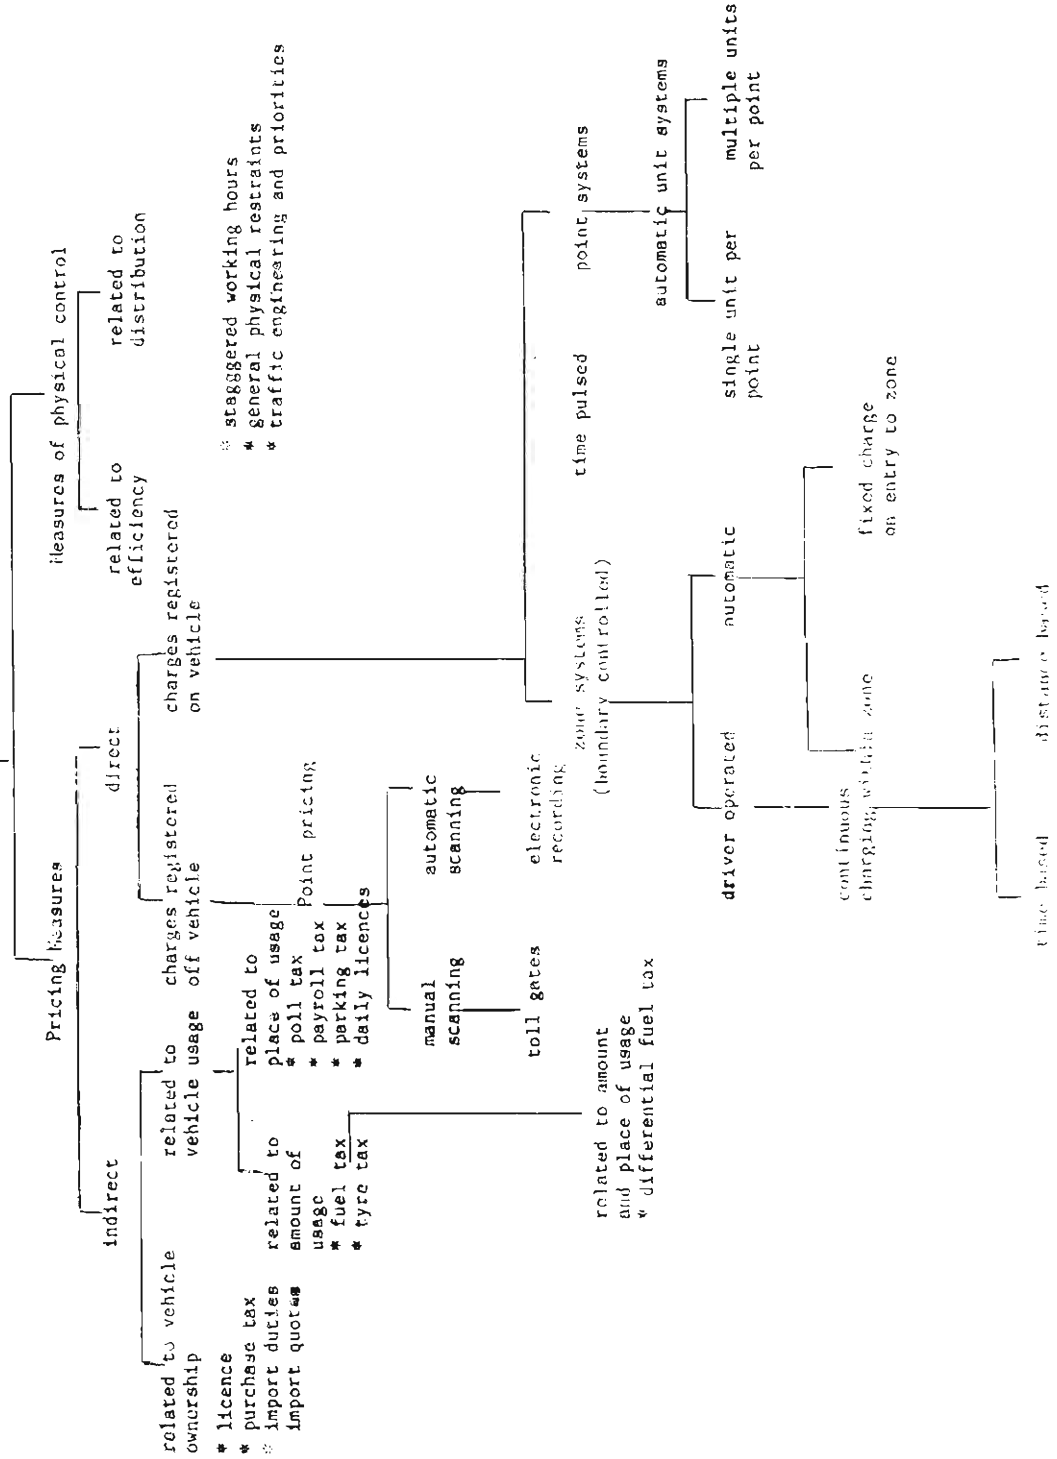 Pricing Measures
Measures of physical control
indirect
direct
related to
efficiency
related to
distribution
related to vehicle
ownership
* licence
* purchase tax
* import duties
import quotas
related to
vehicle usage
charges registered
off vehicle
charges registered
on vehicle
* stagggered working hours
* general physical restraints
* traffic engineering and priorities
related to
amount of
usage
* fuel tax
* tyre tax
related to
place of usage
* poll tax
* payroll tax
* parking tax
* daily licences
Point pricing
manual
scanning
automatic
scanning
toll gates
electronic
recording
related to amount
and place of usage
* differential fuel tax
zone systems
(boundary controlled)
time pulsed
point systems
automatic unit systems
driver operated
automatic
single unit per
point
multiple units
per point
continuous
charging within zone
fixed charge
on entry to zone
time based
distance based